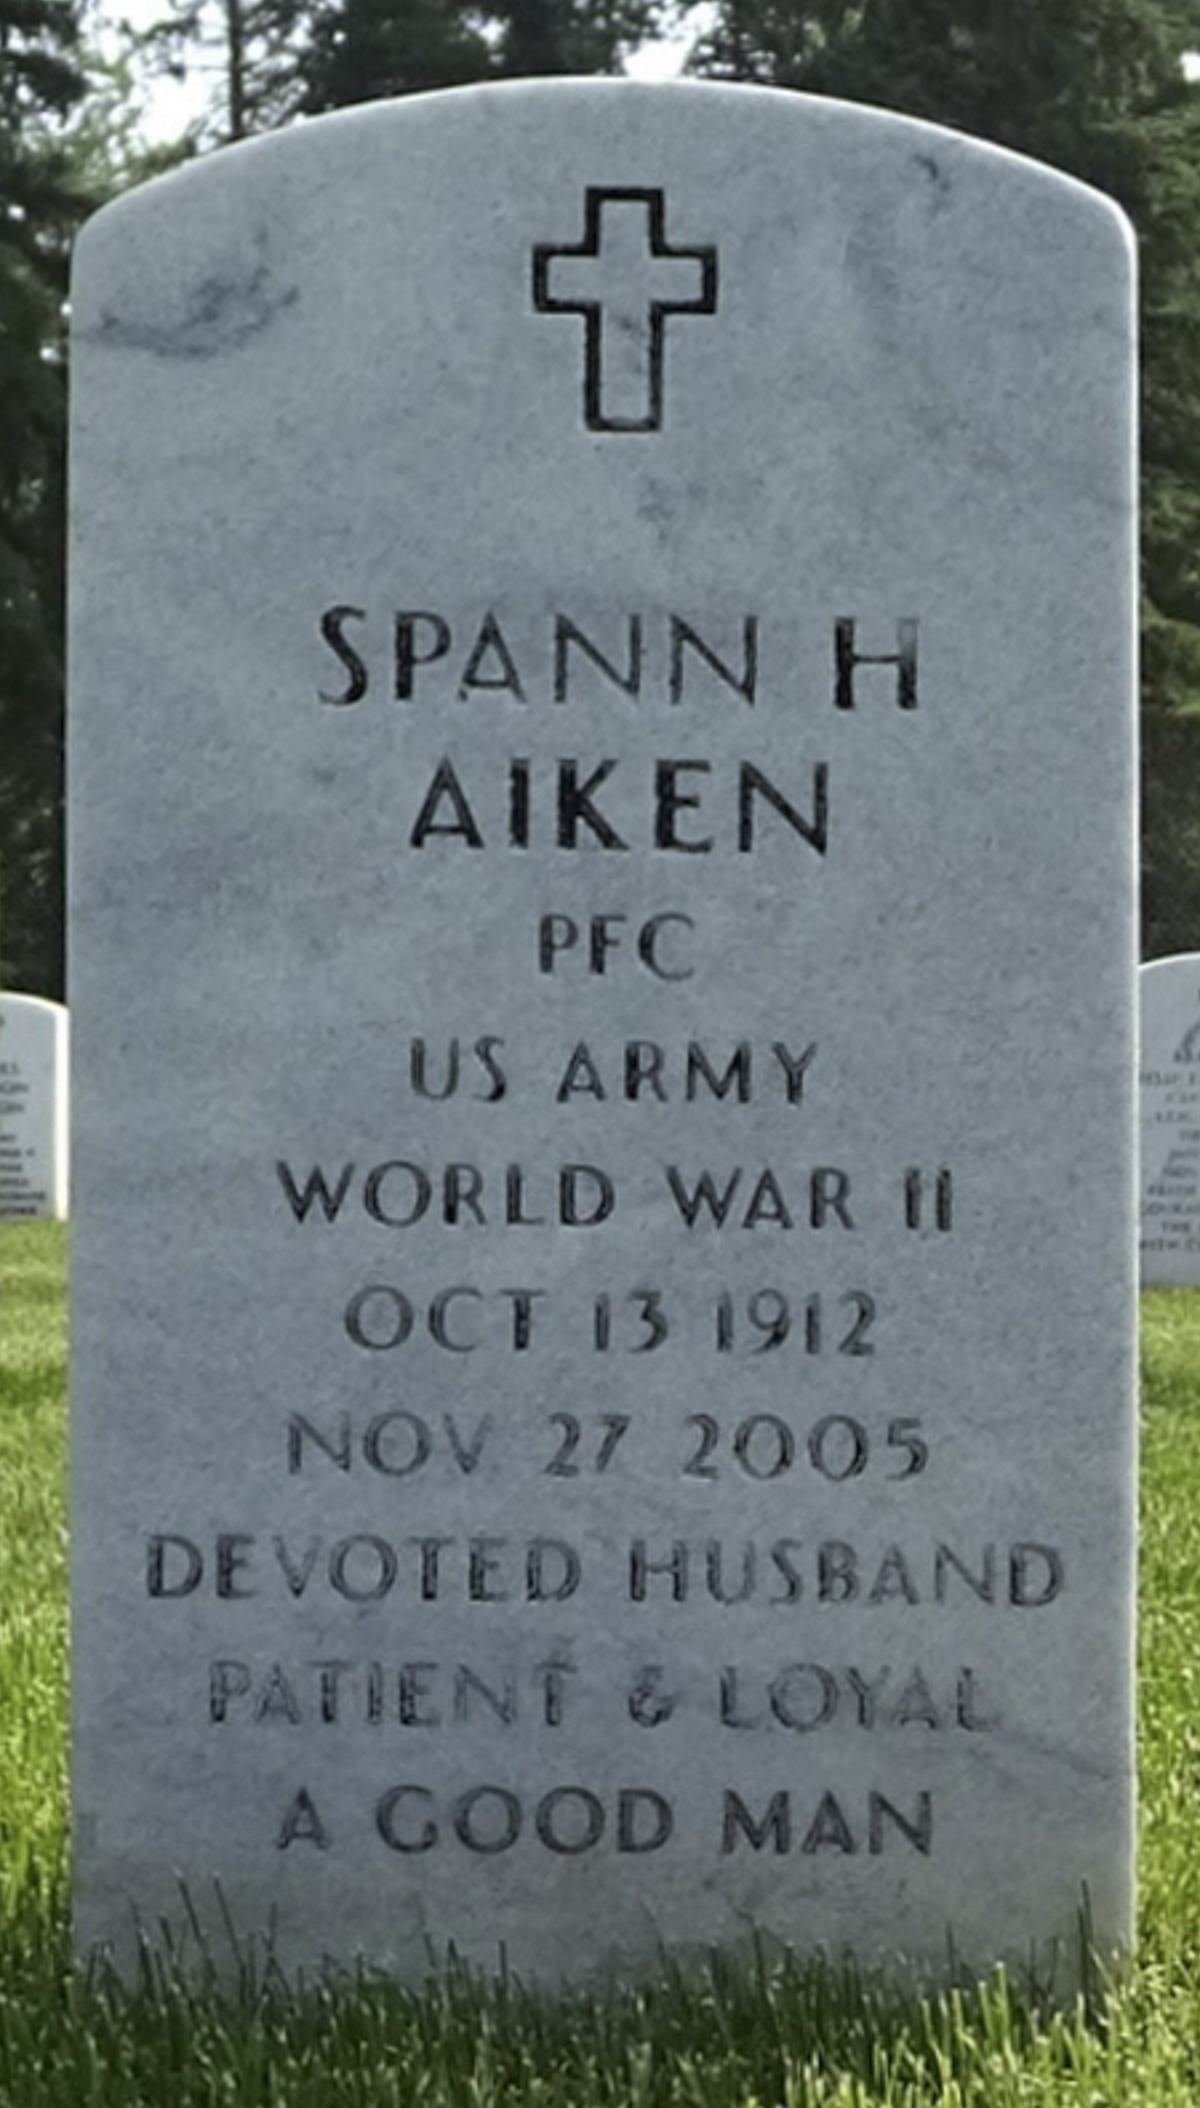 SPANN H
AIKEN
PFC
US ARMY
WORLD WAR II
OCT 13 1912
NOV 27 2005
DEVOTED HUSBAND
PATIENT & LOYAL
A GOOD MAN